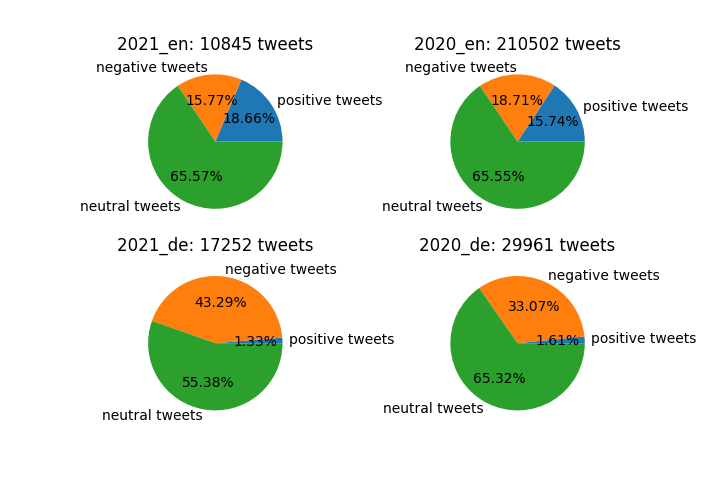 2021_en: 10845 tweets
negative tweets
15.77%
positive tweets
18.66%
65.57%
neutral tweets
2020_en: 210502 tweets
negative tweets
18.71%
positive tweets
15.74%
65.55%
neutral tweets
2021_de: 17252 tweets
negative tweets
43.29%
1.33%
positive tweets
55.38%
neutral tweets
2020_de: 29961 tweets
negative tweets
33.07%
1.61%
positive tweets
65.32%
neutral tweets